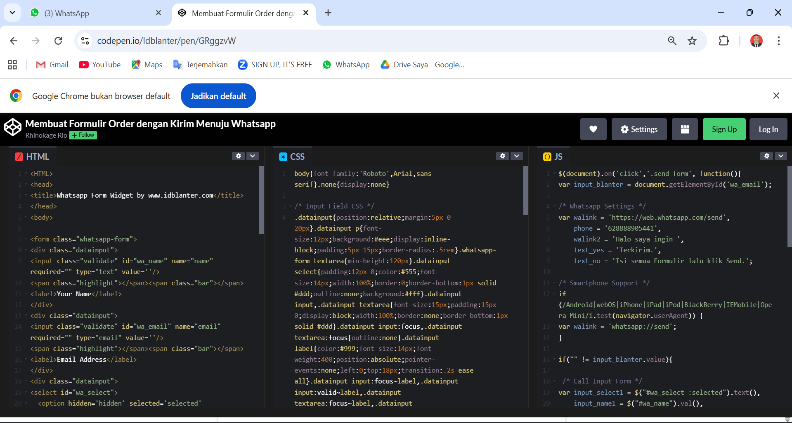 (3) WhatsApp
Membuat Formulir Order deng
codepen.io/Idblanter/pen/GRggzvW
Gmail YouTube Maps Terjemahkan SIGN UP, IT'S FREE WhatsApp Drive Saya - Google...
Google Chrome bukan browser default Jadikan default
Membuat Formulir Order dengan Kirim Menuju Whatsapp
Rhinokage Rio + Follow
Settings Sign Up Log In
HTML
<HTML>
<head>
<title>Whatsapp Form Widget by www.idblanter.com</title>
</head>
<body>
<form class="whatsapp-form">
<div class="datainput">
<input class="validate" id="wa_name" name="name"
required="" type="text" value=''/>
<span class="highlight"></span><span class="bar"></span>
<label>Your Name</label>
</div>
<div class="datainput">
<input class="validate" id="wa_email" name="email"
required="" type="email" value=''/>
<span class="highlight"></span><span class="bar"></span>
<label>Email Address</label>
</div>
<div class="datainput">
<select id="wa_select">
<option hidden='hidden' selected='selected'
CSS
body{font-family:'Roboto',Arial,sans-
serif}.none{display:none}
/* Input Field CSS */
.datainput{position:relative;margin:5px 0
20px}.datainput p{font-
size:12px;background:#eee;display:inline-
block;padding:5px 15px;border-radius:.5rem}.whatsapp-
form textarea{min-height:120px}.datainput
select{padding:12px 0;color:#555;font-
size:14px;width:100%;border:0;border-bottom:1px solid
#ddd;outline:none;background:#fff}.datainput
input,.datainput textarea{font-size:15px;padding:15px
0;display:block;width:100%;border:none;border-bottom:1px
solid #ddd}.datainput input:focus,.datainput
textarea:focus{outline:none}.datainput
label{color:#999;font-size:14px;font-
weight:400;position:absolute;pointer-
events:none;left:0;top:18px;transition:.2s ease
all}.datainput input:focus~label,.datainput
input:valid~label,.datainput
textarea:focus~label,.datainput
JS
$(document).on('click','.send_form', function(){
var input_blanter = document.getElementById('wa_email');
/* Whatsapp Settings */
var walink = 'https://web.whatsapp.com/send',
phone = '628888905441',
walink2 = 'Halo saya ingin ',
text_yes = 'Terkirim.',
text_no = 'Isi semua Formulir lalu klik Send.';
/* Smartphone Support */
if
(/Android|webOS|iPhone|iPad|iPod|BlackBerry|IEMobile|Ope
ra Mini/i.test(navigator.userAgent)) {
var walink = 'whatsapp://send';
}
if("" != input_blanter.value){
/* Call Input Form */
var input_select1 = $("#wa_select :selected").text(),
input_name1 = $("#wa_name").val(),